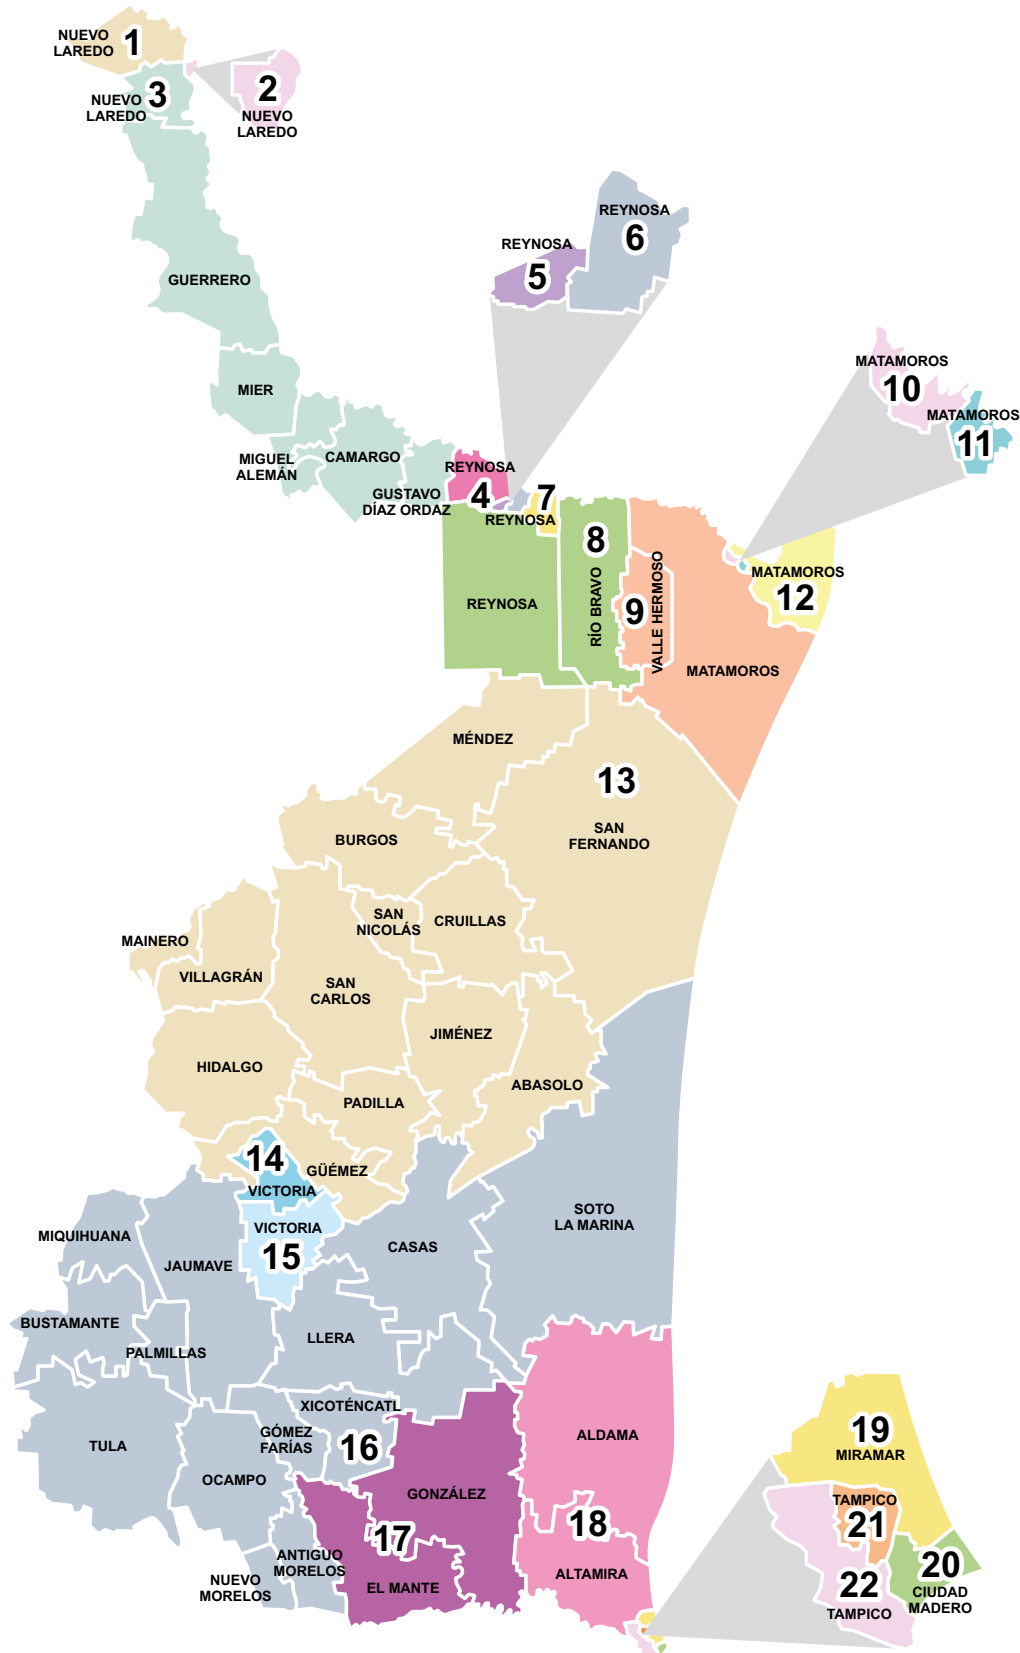 NUEVO
LAREDO
1
2
NUEVO
LAREDO
3
NUEVO
LAREDO
GUERRERO
MIER
MIGUEL
ALEMÁN
CAMARGO
GUSTAVO
DÍAZ ORDAZ
REYNOSA
4
REYNOSA
5
REYNOSA
6
7
REYNOSA
REYNOSA
8
RÍO BRAVO
9
VALLE HERMOSO
MATAMOROS
10
MATAMOROS
11
MATAMOROS
12
MATAMOROS
MÉNDEZ
13
SAN
FERNANDO
BURGOS
SAN
NICOLÁS
CRUILLAS
MAINERO
VILLAGRÁN
SAN
CARLOS
JIMÉNEZ
HIDALGO
ABASOLO
PADILLA
14
VICTORIA
GÜÉMEZ
VICTORIA
15
SOTO
LA MARINA
CASAS
MIQUIHUANA
JAUMAVE
BUSTAMANTE
PALMILLAS
LLERA
XICOTÉNCATL
TULA
GÓMEZ
FARÍAS
16
OCAMPO
GONZÁLEZ
ALDAMA
17
ANTIGUO
MORELOS
NUEVO
MORELOS
EL MANTE
18
ALTAMIRA
19
MIRAMAR
TAMPICO
21
20
CIUDAD
MADERO
22
TAMPICO